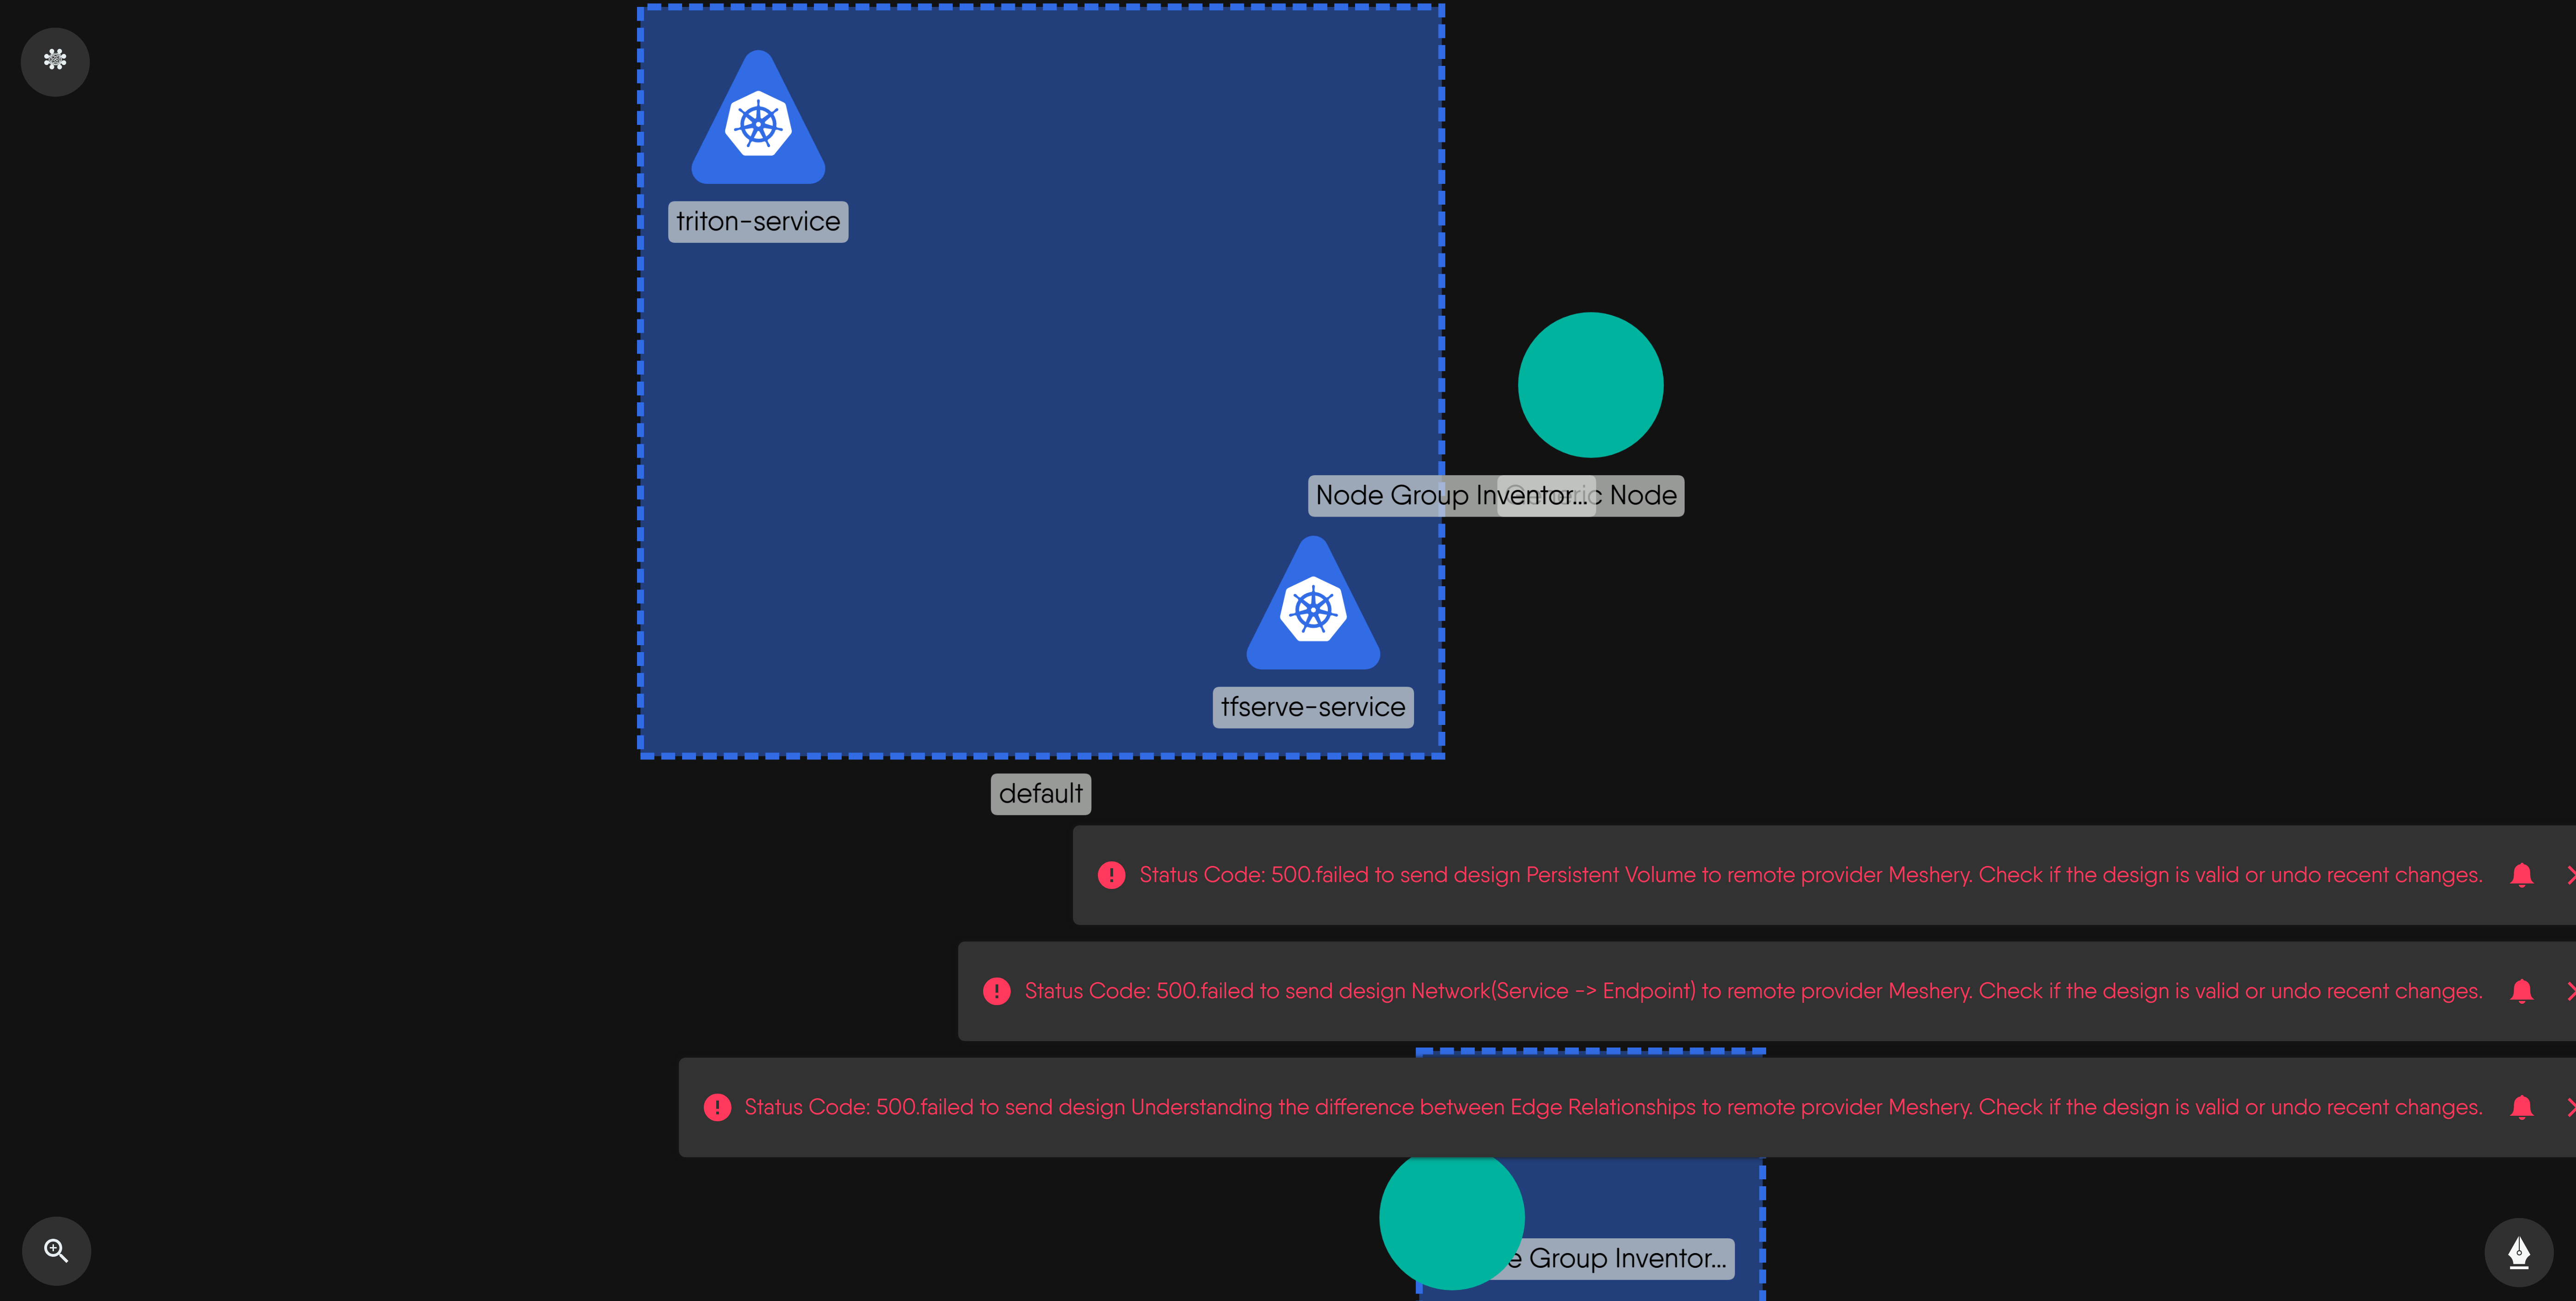 triton-service
Node Group Inventor...
Node
tfserve-service
default
Status Code: 500.failed to send design Persistent Volume to remote provider Meshery. Check if the design is valid or undo recent changes.
Status Code: 500.failed to send design Network(Service -> Endpoint) to remote provider Meshery. Check if the design is valid or undo recent changes.
Status Code: 500.failed to send design Understanding the difference between Edge Relationships to remote provider Meshery. Check if the design is valid or undo recent changes.
Group Inventor...